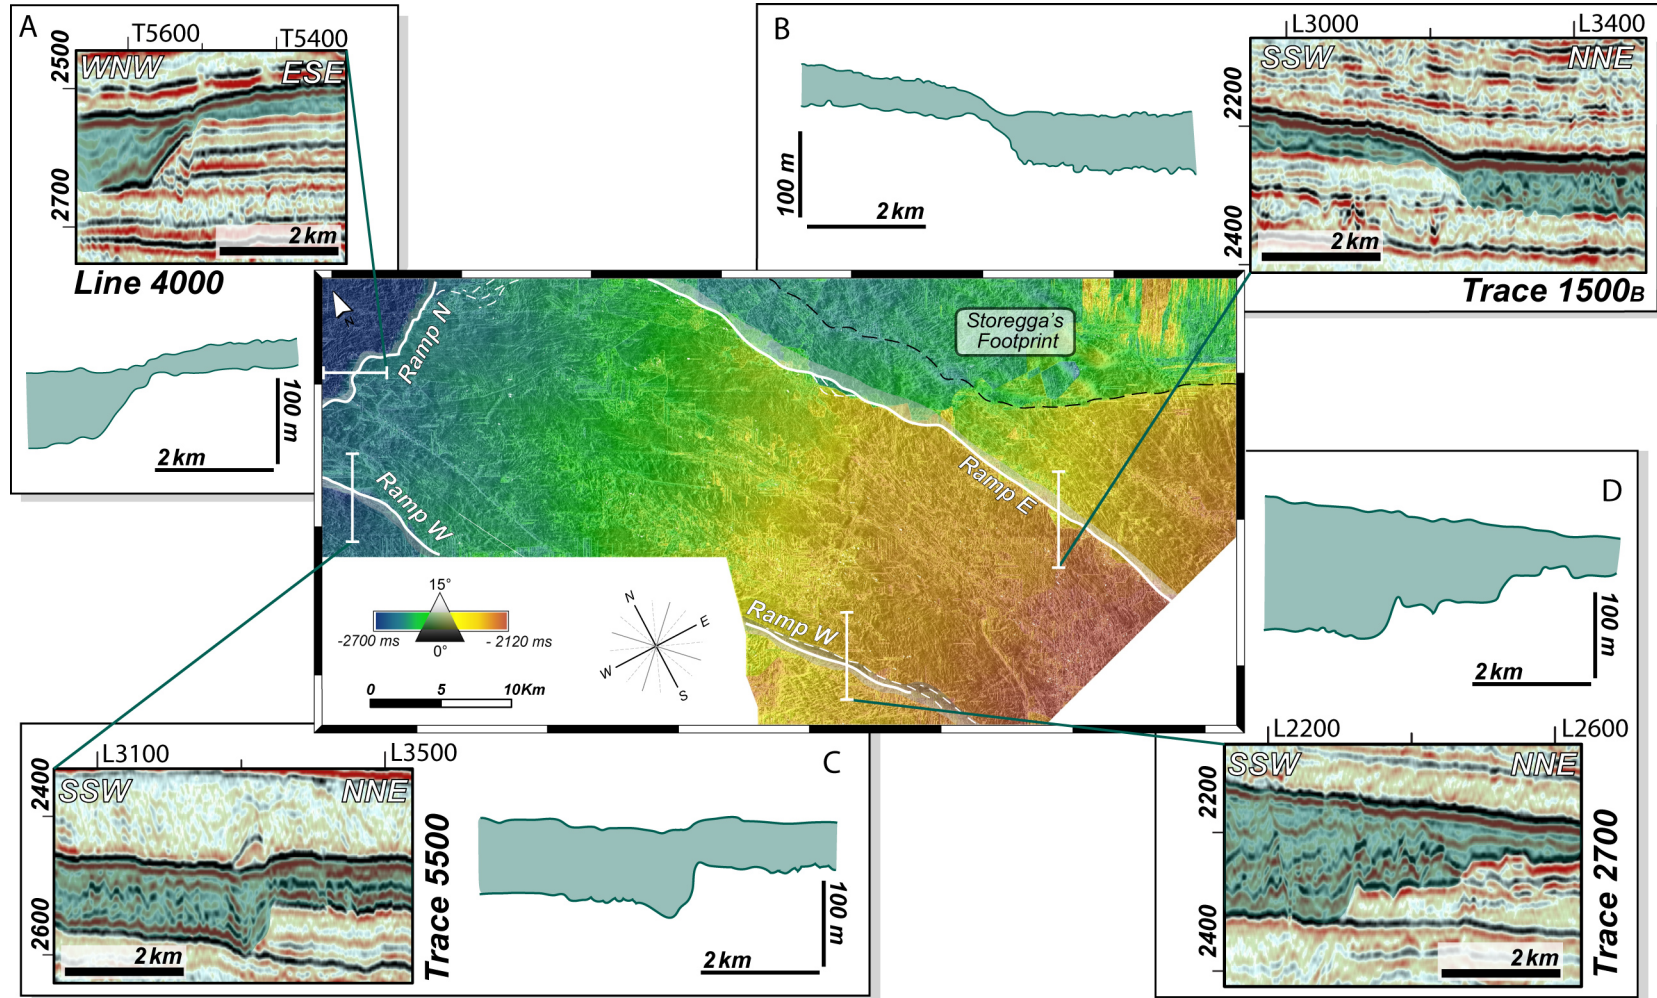 A
T5600
T5400
2500
WNW
ESE
2700
2 km
Line 4000
100 m
2 km
B
100 m
2 km
L3000
L3400
SSW
NNE
2200
2400
2 km
Trace 1500B
N
Ramp N
Storegga's
Footprint
Ramp E
Ramp W
Ramp W
15°
-2700 ms
- 2120 ms
0°
0
5
10Km
N
E
W
S
C
L3100
L3500
SSW
NNE
2400
2600
2 km
Trace 5500
100 m
2 km
D
100 m
2 km
L2200
L2600
SSW
NNE
2200
2400
2 km
Trace 2700